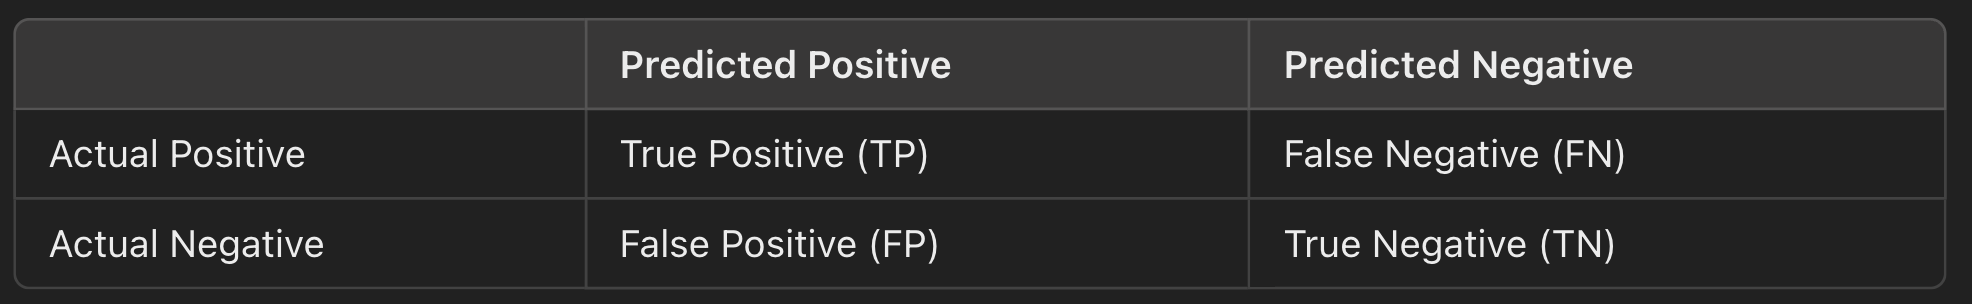 Predicted Positive Predicted Negative
Actual Positive True Positive (TP) False Negative (FN)
Actual Negative False Positive (FP) True Negative (TN)